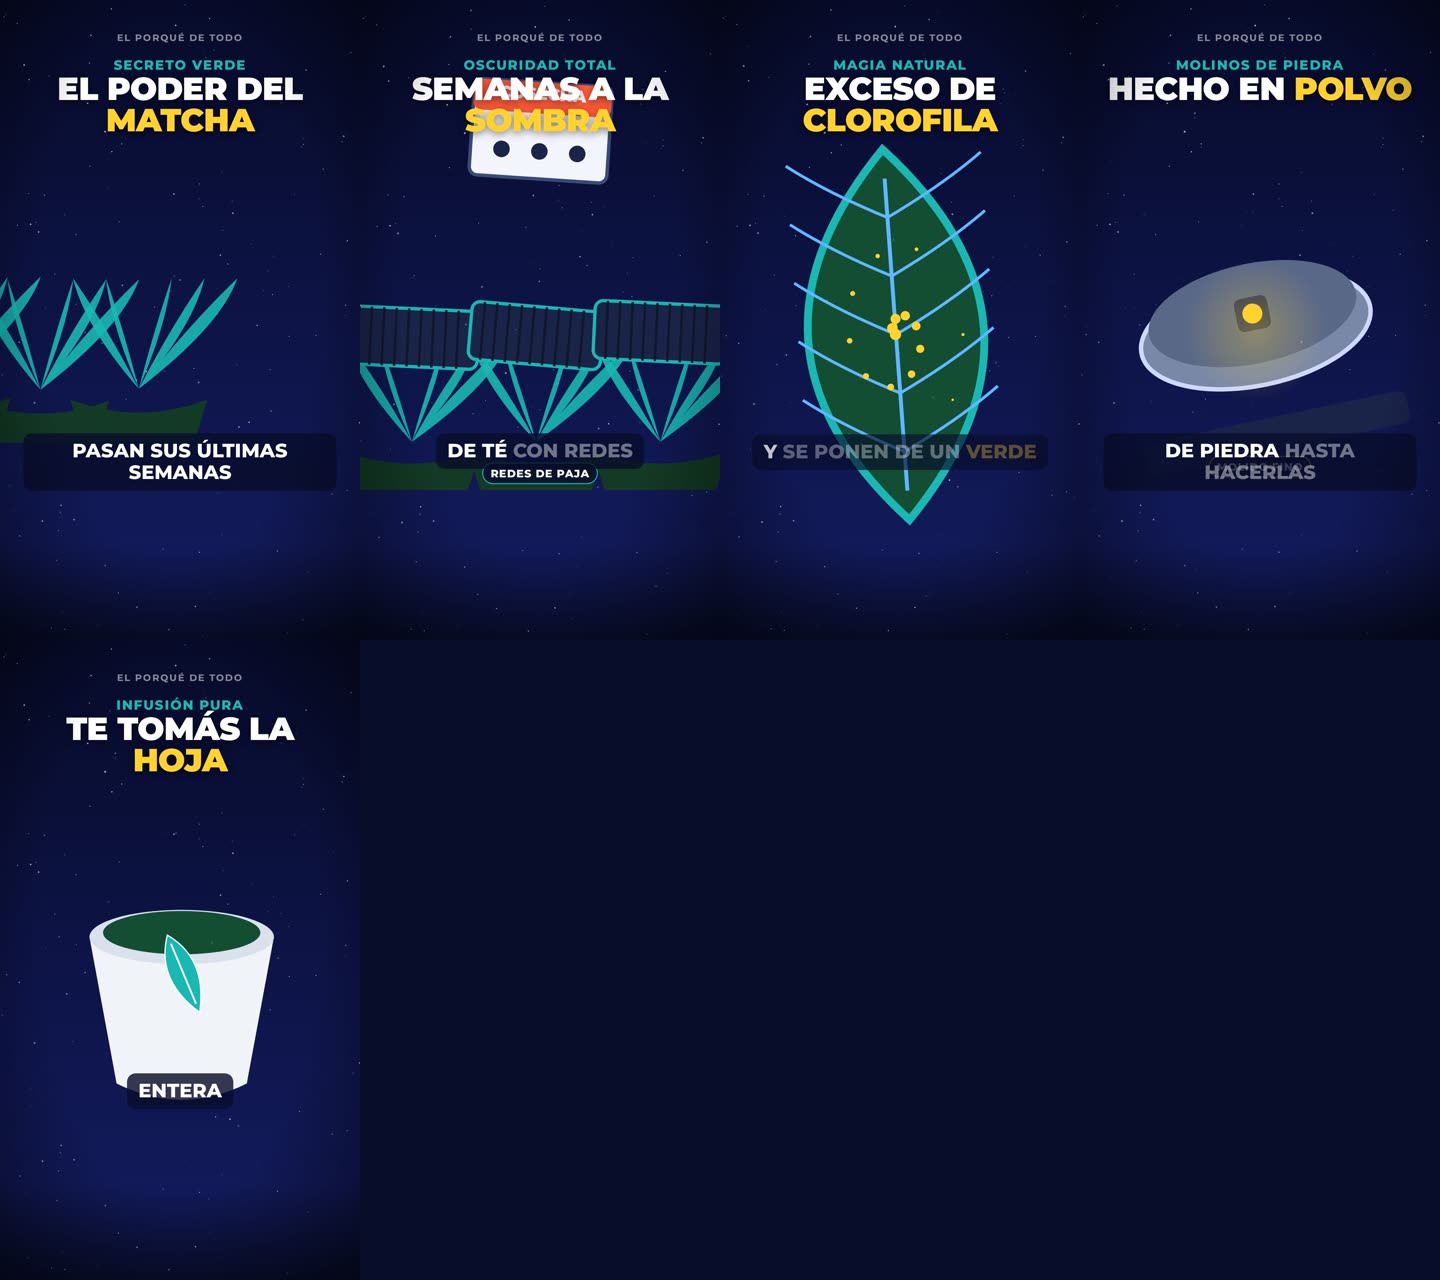 EL PORQUÉ DE TODO
SECRETO VERDE
EL PODER DEL
MATCHA
PASAN SUS ÚLTIMAS
SEMANAS
EL PORQUÉ DE TODO
OSCURIDAD TOTAL
SEMANAS A LA
SOMBRA
DE TÉ CON REDES
REDES DE PAJA
EL PORQUÉ DE TODO
MAGIA NATURAL
EXCESO DE
CLOROFILA
Y SE PONEN DE UN VERDE
EL PORQUÉ DE TODO
MOLINOS DE PIEDRA
HECHO EN POLVO
DE PIEDRA HASTA
HACERLAS
EL PORQUÉ DE TODO
INFUSIÓN PURA
TE TOMÁS LA
HOJA
ENTERA